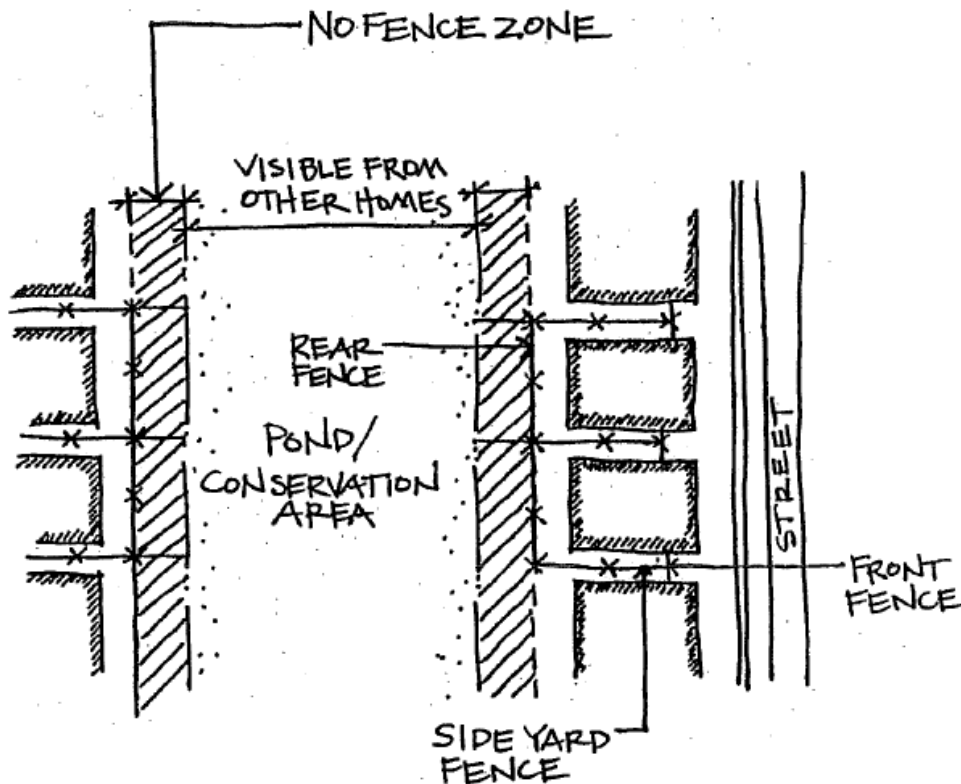 NO FENCE ZONE
VISIBLE FROM
OTHER HOMES
REAR
FENCE
POND/
CONSERVATION
AREA
STREET
FRONT
FENCE
SIDE YARD
FENCE